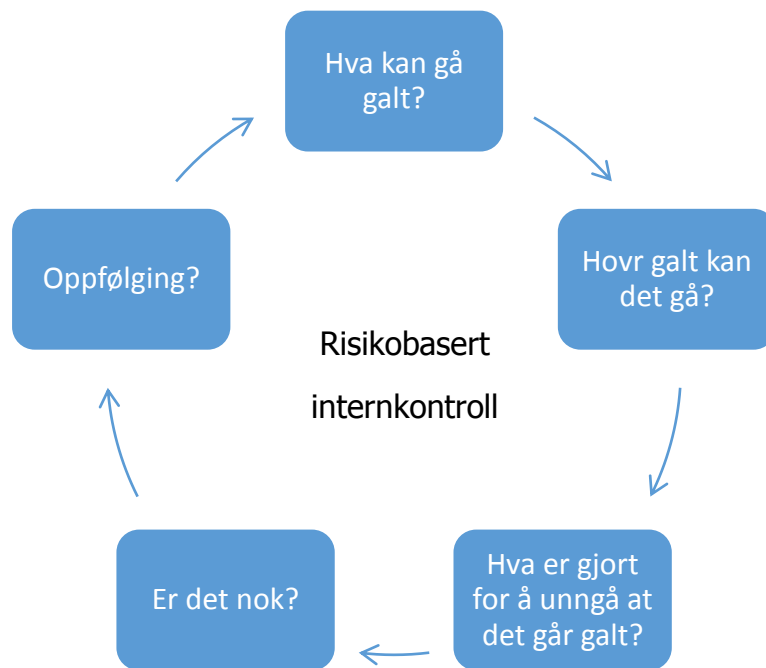 Hva kan gå
galt?
Hovr galt kan
det gå?
Hva er gjort
for å unngå at
det går galt?
Er det nok?
Oppfølging?
Risikobasert
internkontroll